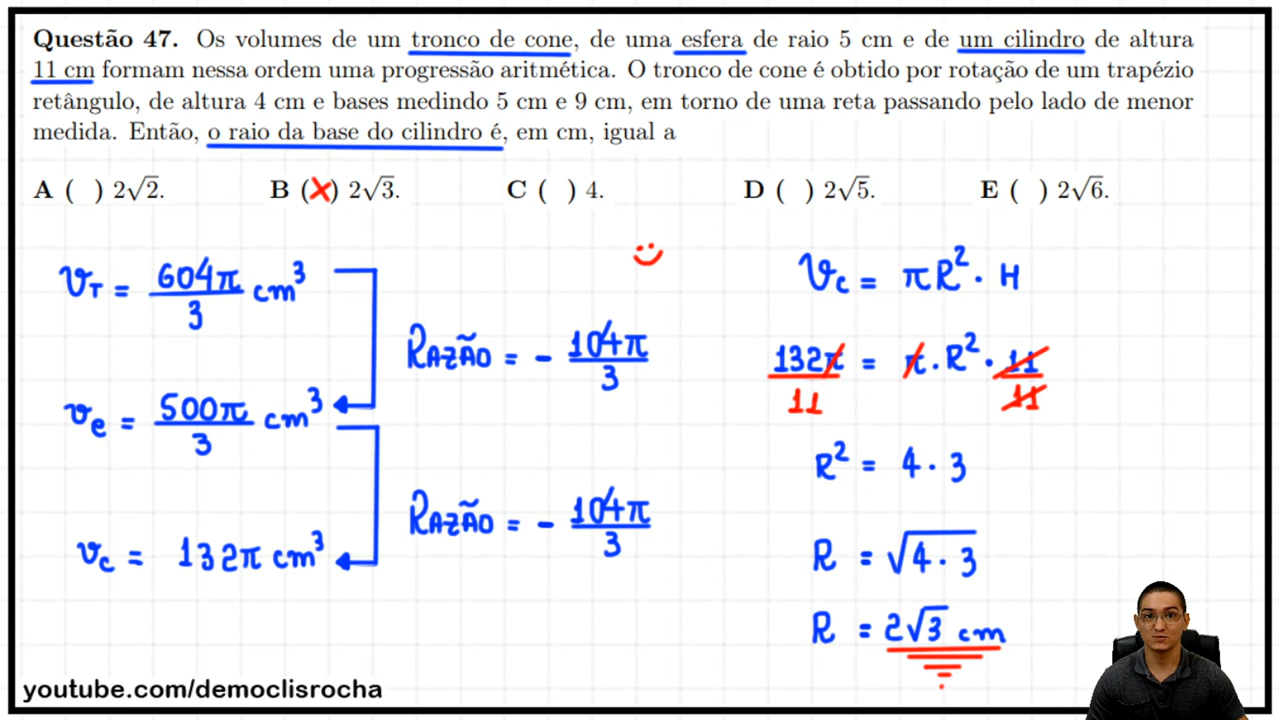 Questão 47. Os volumes de um tronco de cone, de uma esfera de raio 5 cm e de um cilindro de altura
11 cm formam nessa ordem uma progressão aritmética. O tronco de cone é obtido por rotação de um trapézio
retângulo, de altura 4 cm e bases medindo 5 cm e 9 cm, em torno de uma reta passando pelo lado de menor
medida. Então, o raio da base do cilindro é, em cm, igual a
A ( ) 2√2. B (X) 2√3. C ( ) 4. D ( ) 2√5. E ( ) 2√6.
V_T = 604π/3 cm³
RAZÃO = - 104π/3
V_e = 500π/3 cm³
RAZÃO = - 104π/3
V_c = 132π cm³
V_c = πR² · H
132π/11 = π · R² · 11/11
R² = 4 · 3
R = √4 · 3
R = 2√3 cm
youtube.com/democlisrocha